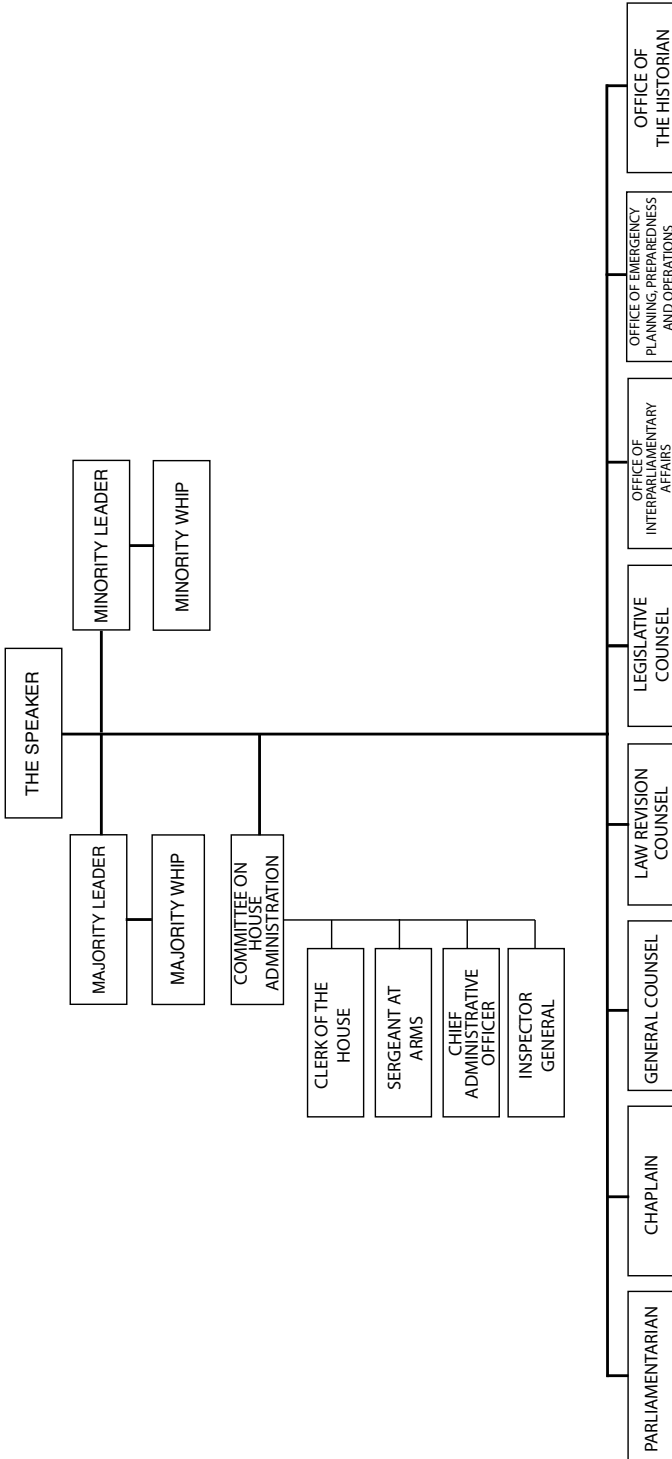 THE SPEAKER
MAJORITY LEADER
MAJORITY WHIP
MINORITY LEADER
MINORITY WHIP
COMMITTEE ON
HOUSE
ADMINISTRATION
CLERK OF THE
HOUSE
SERGEANT AT
ARMS
CHIEF
ADMINISTRATIVE
OFFICER
INSPECTOR
GENERAL
PARLIAMENTARIAN
CHAPLAIN
GENERAL COUNSEL
LAW REVISION
COUNSEL
LEGISLATIVE
COUNSEL
OFFICE OF
INTERPARLIAMENTARY
AFFAIRS
OFFICE OF EMERGENCY
PLANNING, PREPAREDNESS
AND OPERATIONS
OFFICE OF
THE HISTORIAN